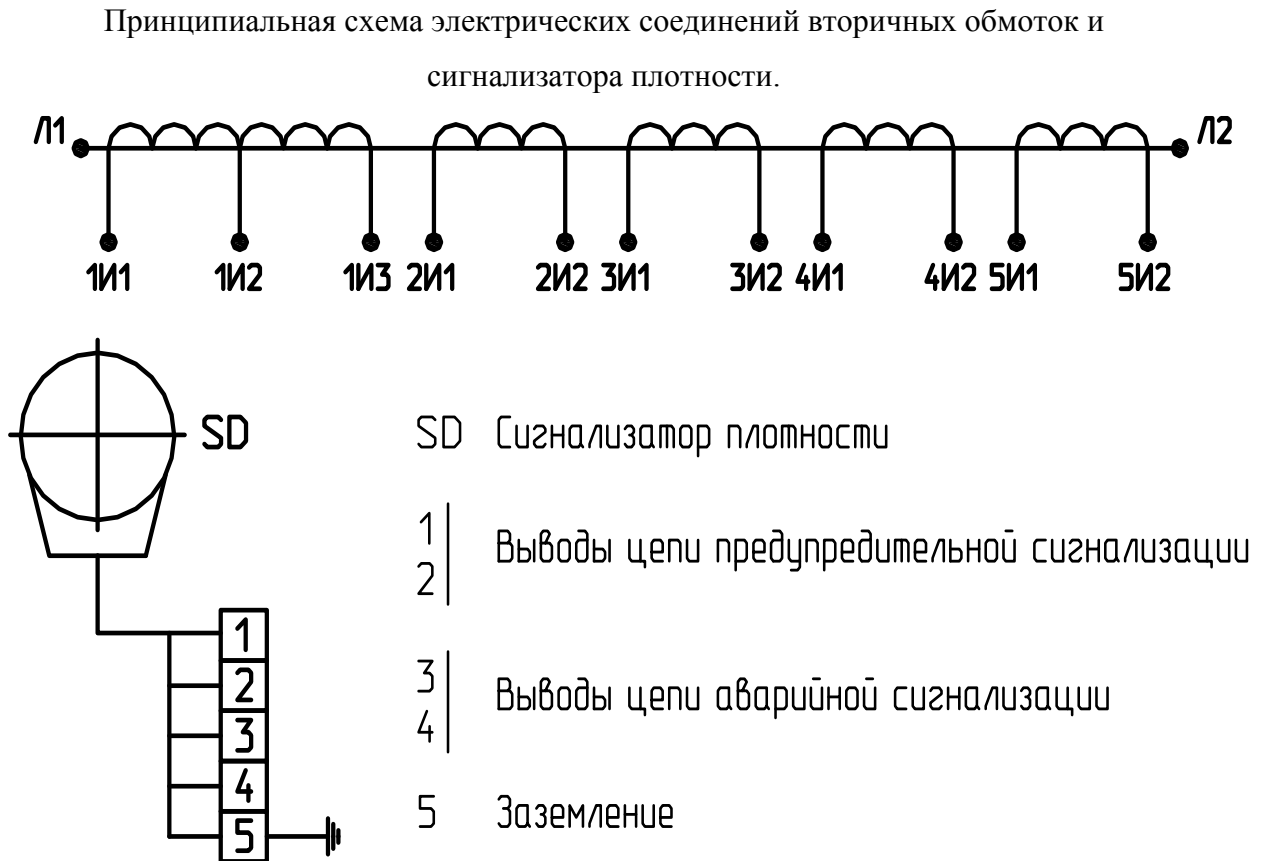 Принципиальная схема электрических соединений вторичных обмоток и
сигнализатора плотности.
Л1 Л2
1И1 1И2 1И3 2И1 2И2 3И1 3И2 4И1 4И2 5И1 5И2
SD
SD Сигнализатор плотности
1
2
Выводы цепи предупредительной сигнализации
3
4
Выводы цепи аварийной сигнализации
5 Заземление
1
2
3
4
5